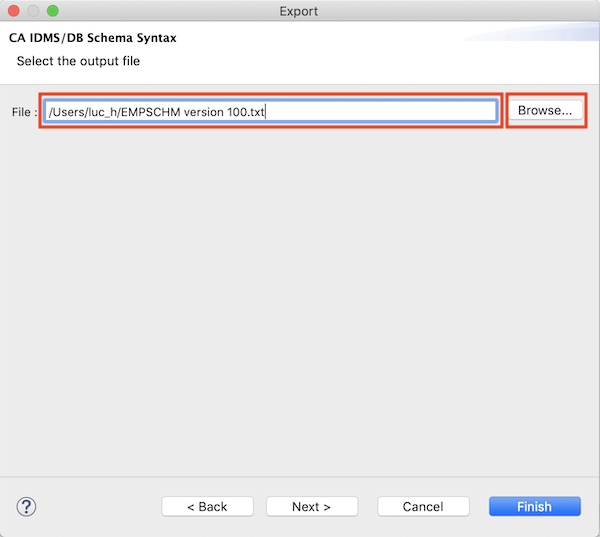 Export
CA IDMS/DB Schema Syntax
Select the output file
File : /Users/luc_h/EMPSCHM version 100.txt Browse...
? < Back Next > Cancel Finish